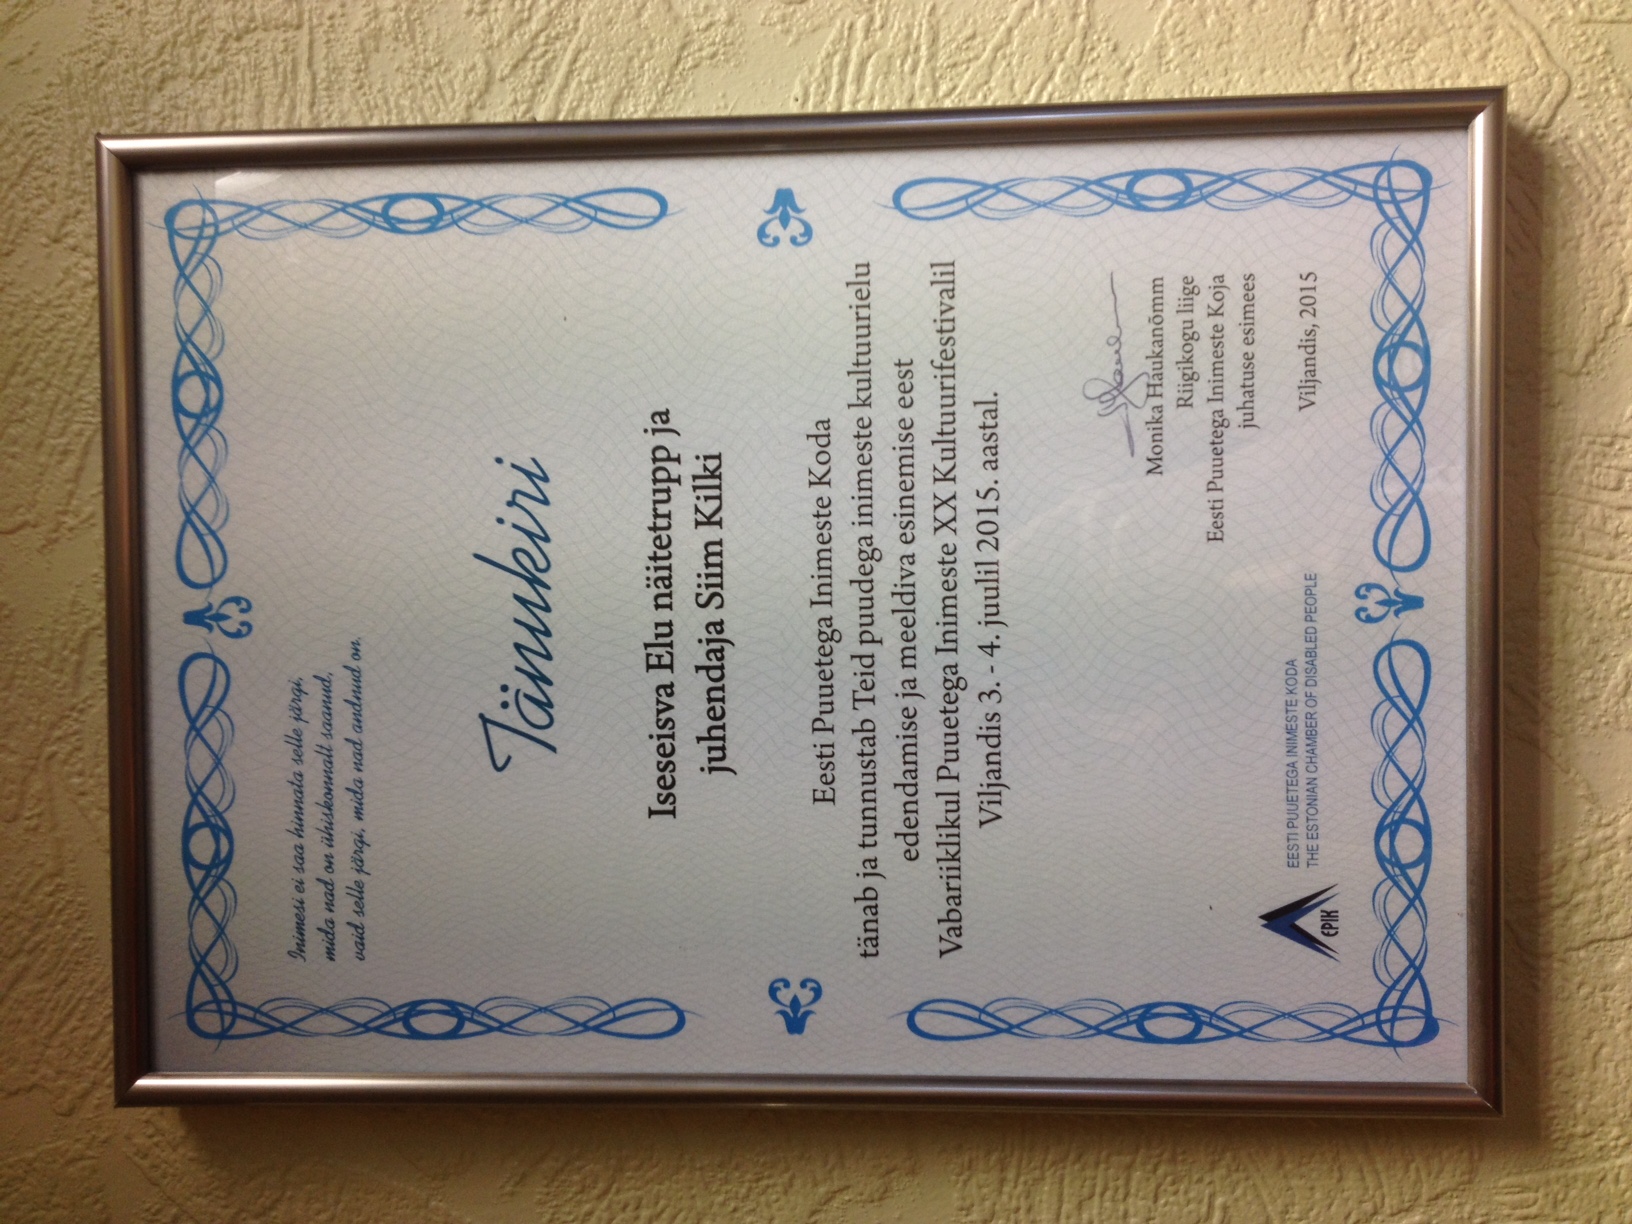 Inimesi ei saa hinnata selle järgi,
mida nad on ühiskonnalt saanud,
vaid selle järgi, mida nad andnud on.
Tänukiri
Iseseisva Elu näitetrupp ja
juhendaja Siim Kilki
Eesti Puuetega Inimeste Koda
tänab ja tunnustab Teid puudega inimeste kultuurielu
edendamise ja meeldiva esinemise eest
Vabariiklikul Puuetega Inimeste XX Kultuurifestivalil
Viljandis 3. - 4. juulil 2015. aastal.
Monika Haukanõmm
Riigikogu liige
Eesti Puuetega Inimeste Koja
juhatuse esimees
EPIK
EESTI PUUETEGA INIMESTE KODA
THE ESTONIAN CHAMBER OF DISABLED PEOPLE
Viljandis, 2015